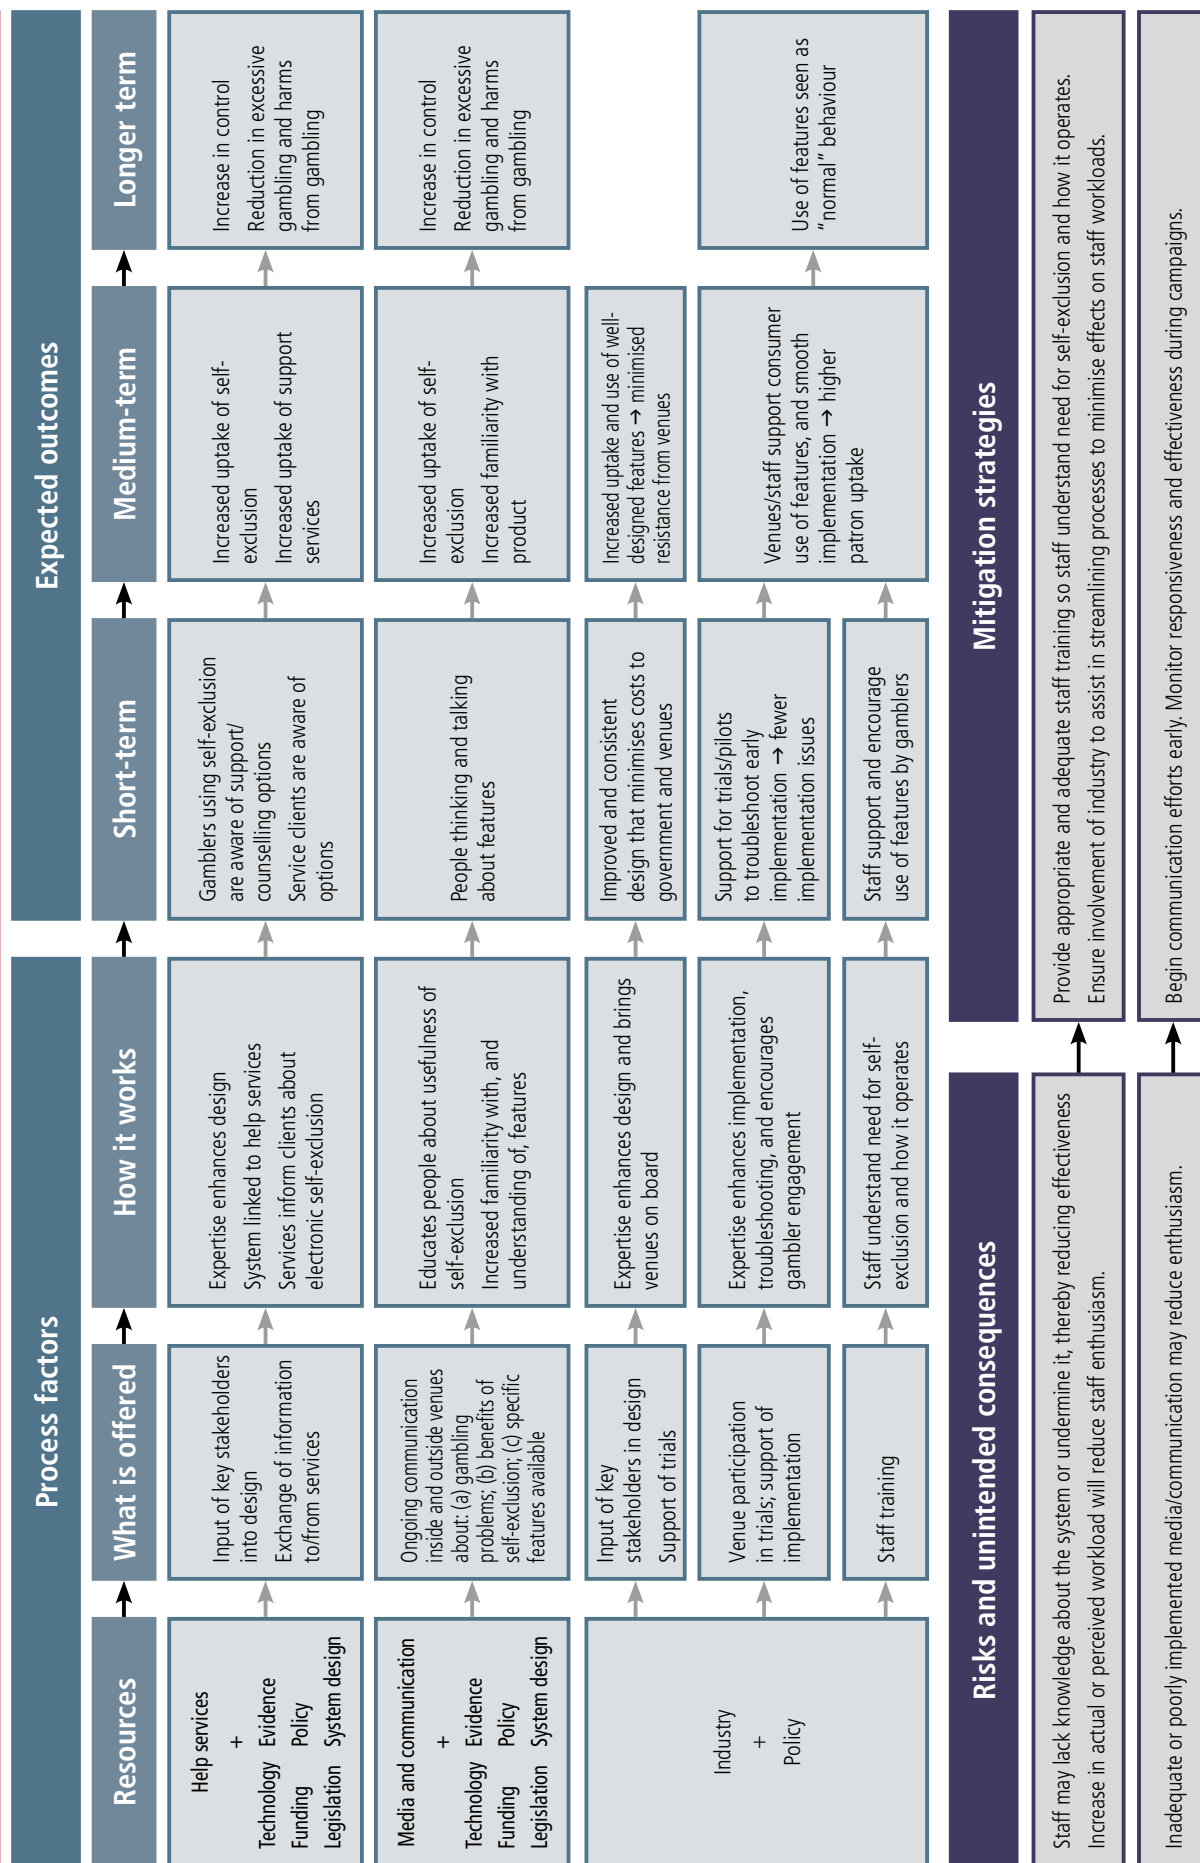 Process factors
Expected outcomes
Resources
What is offered
How it works
Short-term
Medium-term
Longer term
Help services
+
Technology Evidence
Funding Policy
Legislation System design
Input of key stakeholders
into design
Exchange of information
to/from services
Expertise enhances design
System linked to help services
Services inform clients about
electronic self-exclusion
Gamblers using self-exclusion
are aware of support/
counselling options
Service clients are aware of
options
Increased uptake of self-
exclusion
Increased uptake of support
services
Increase in control
Reduction in excessive
gambling and harms
from gambling
Media and communication
+
Technology Evidence
Funding Policy
Legislation System design
Ongoing communication
inside and outside venues
about: (a) gambling
problems; (b) benefits of
self-exclusion; (c) specific
features available
Educates people about usefulness of
self-exclusion
Increased familiarity with, and
understanding of, features
People thinking and talking
about features
Increased uptake of self-
exclusion
Increased familiarity with
product
Increase in control
Reduction in excessive
gambling and harms
from gambling
Industry
+
Policy
Input of key
stakeholders in design
Support of trials
Expertise enhances design and brings
venues on board
Improved and consistent
design that minimises costs to
government and venues
Increased uptake and use of well-
designed features → minimised
resistance from venues
Venue participation
in trials; support of
implementation
Expertise enhances implementation,
troubleshooting, and encourages
gambler engagement
Support for trials/pilots
to troubleshoot early
implementation → fewer
implementation issues
Venues/staff support consumer
use of features, and smooth
implementation → higher
patron uptake
Use of features seen as
"normal" behaviour
Staff training
Staff understand need for self-
exclusion and how it operates
Staff support and encourage
use of features by gamblers
Risks and unintended consequences
Mitigation strategies
Staff may lack knowledge about the system or undermine it, thereby reducing effectiveness
Increase in actual or perceived workload will reduce staff enthusiasm.
Provide appropriate and adequate staff training so staff understand need for self-exclusion and how it operates.
Ensure involvement of industry to assist in streamlining processes to minimise effects on staff workloads.
Inadequate or poorly implemented media/communication may reduce enthusiasm.
Begin communication efforts early. Monitor responsiveness and effectiveness during campaigns.